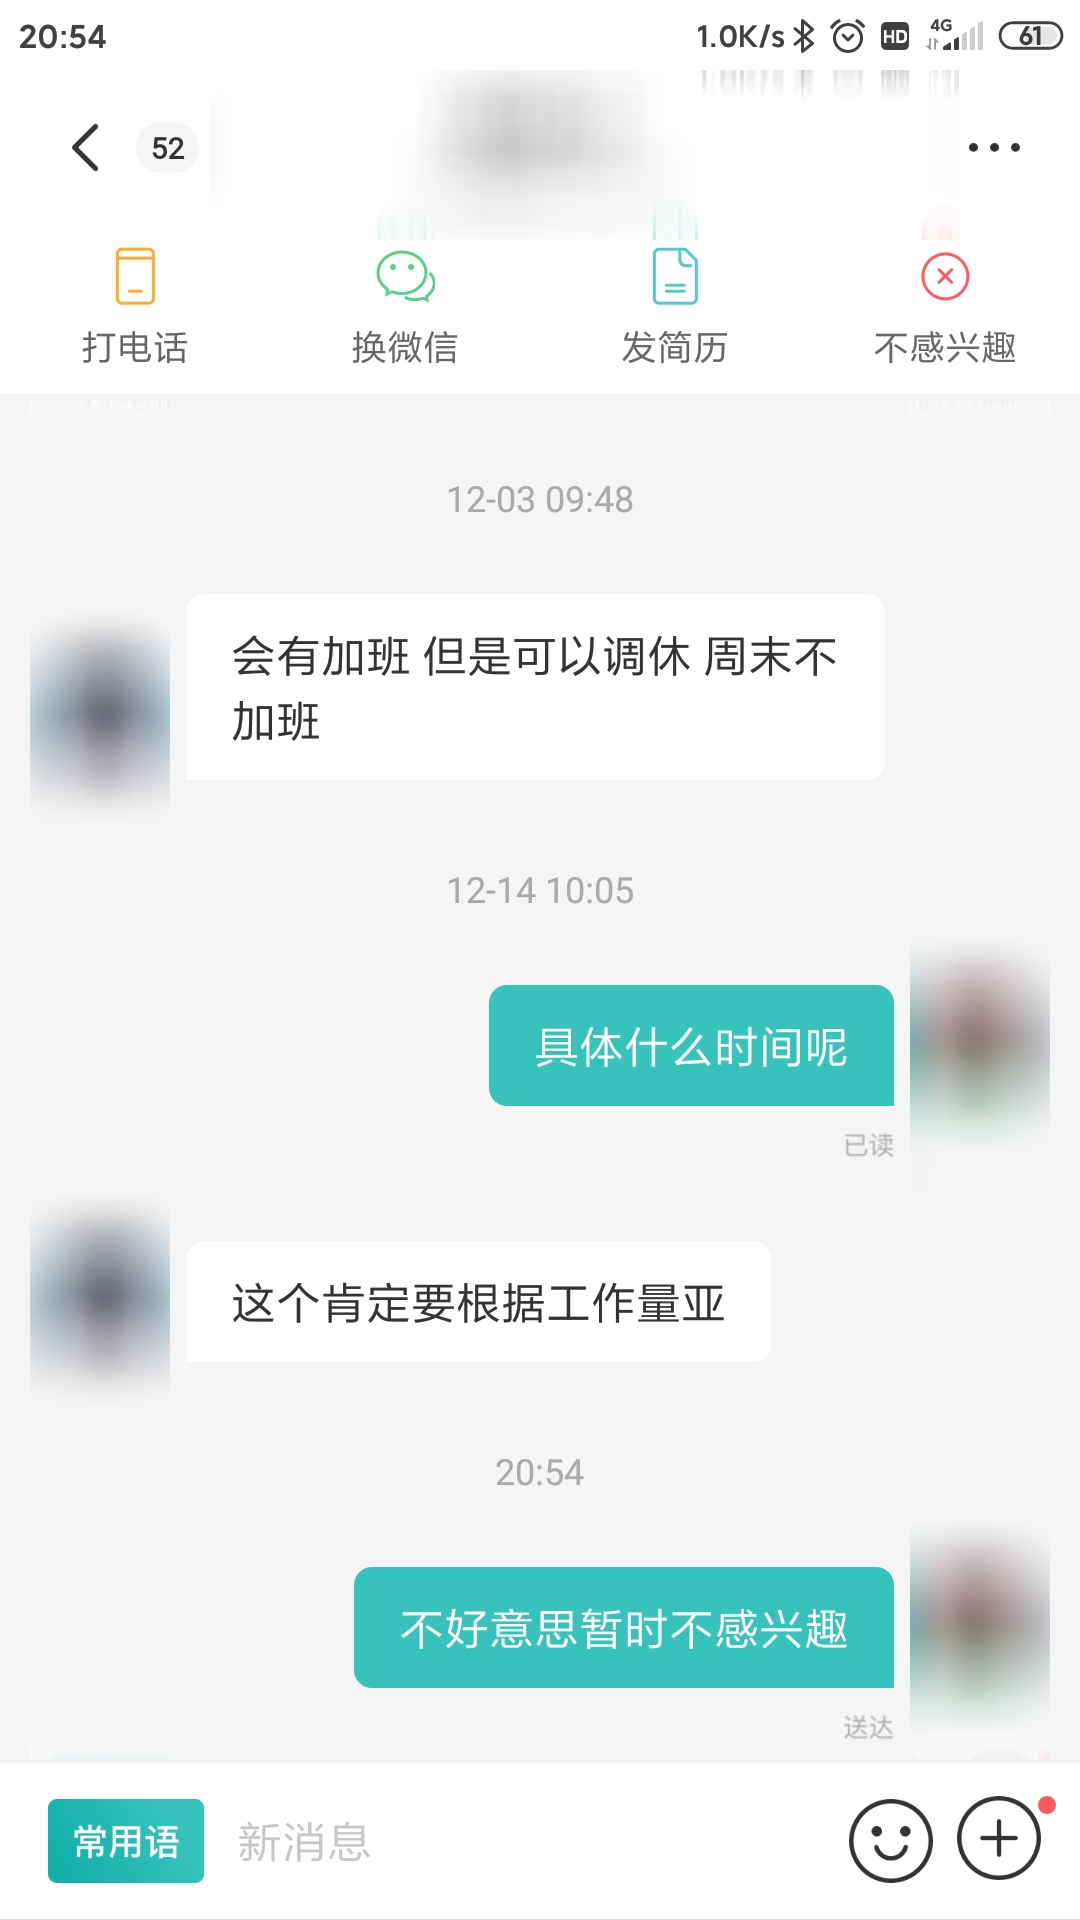 20:54 1.0K/s HD 4G 61
52
打电话 换微信 发简历 不感兴趣
12-03 09:48
会有加班 但是可以调休 周末不
加班
12-14 10:05
具体什么时间呢
已读
这个肯定要根据工作量亚
20:54
不好意思暂时不感兴趣
送达
常用语 新消息